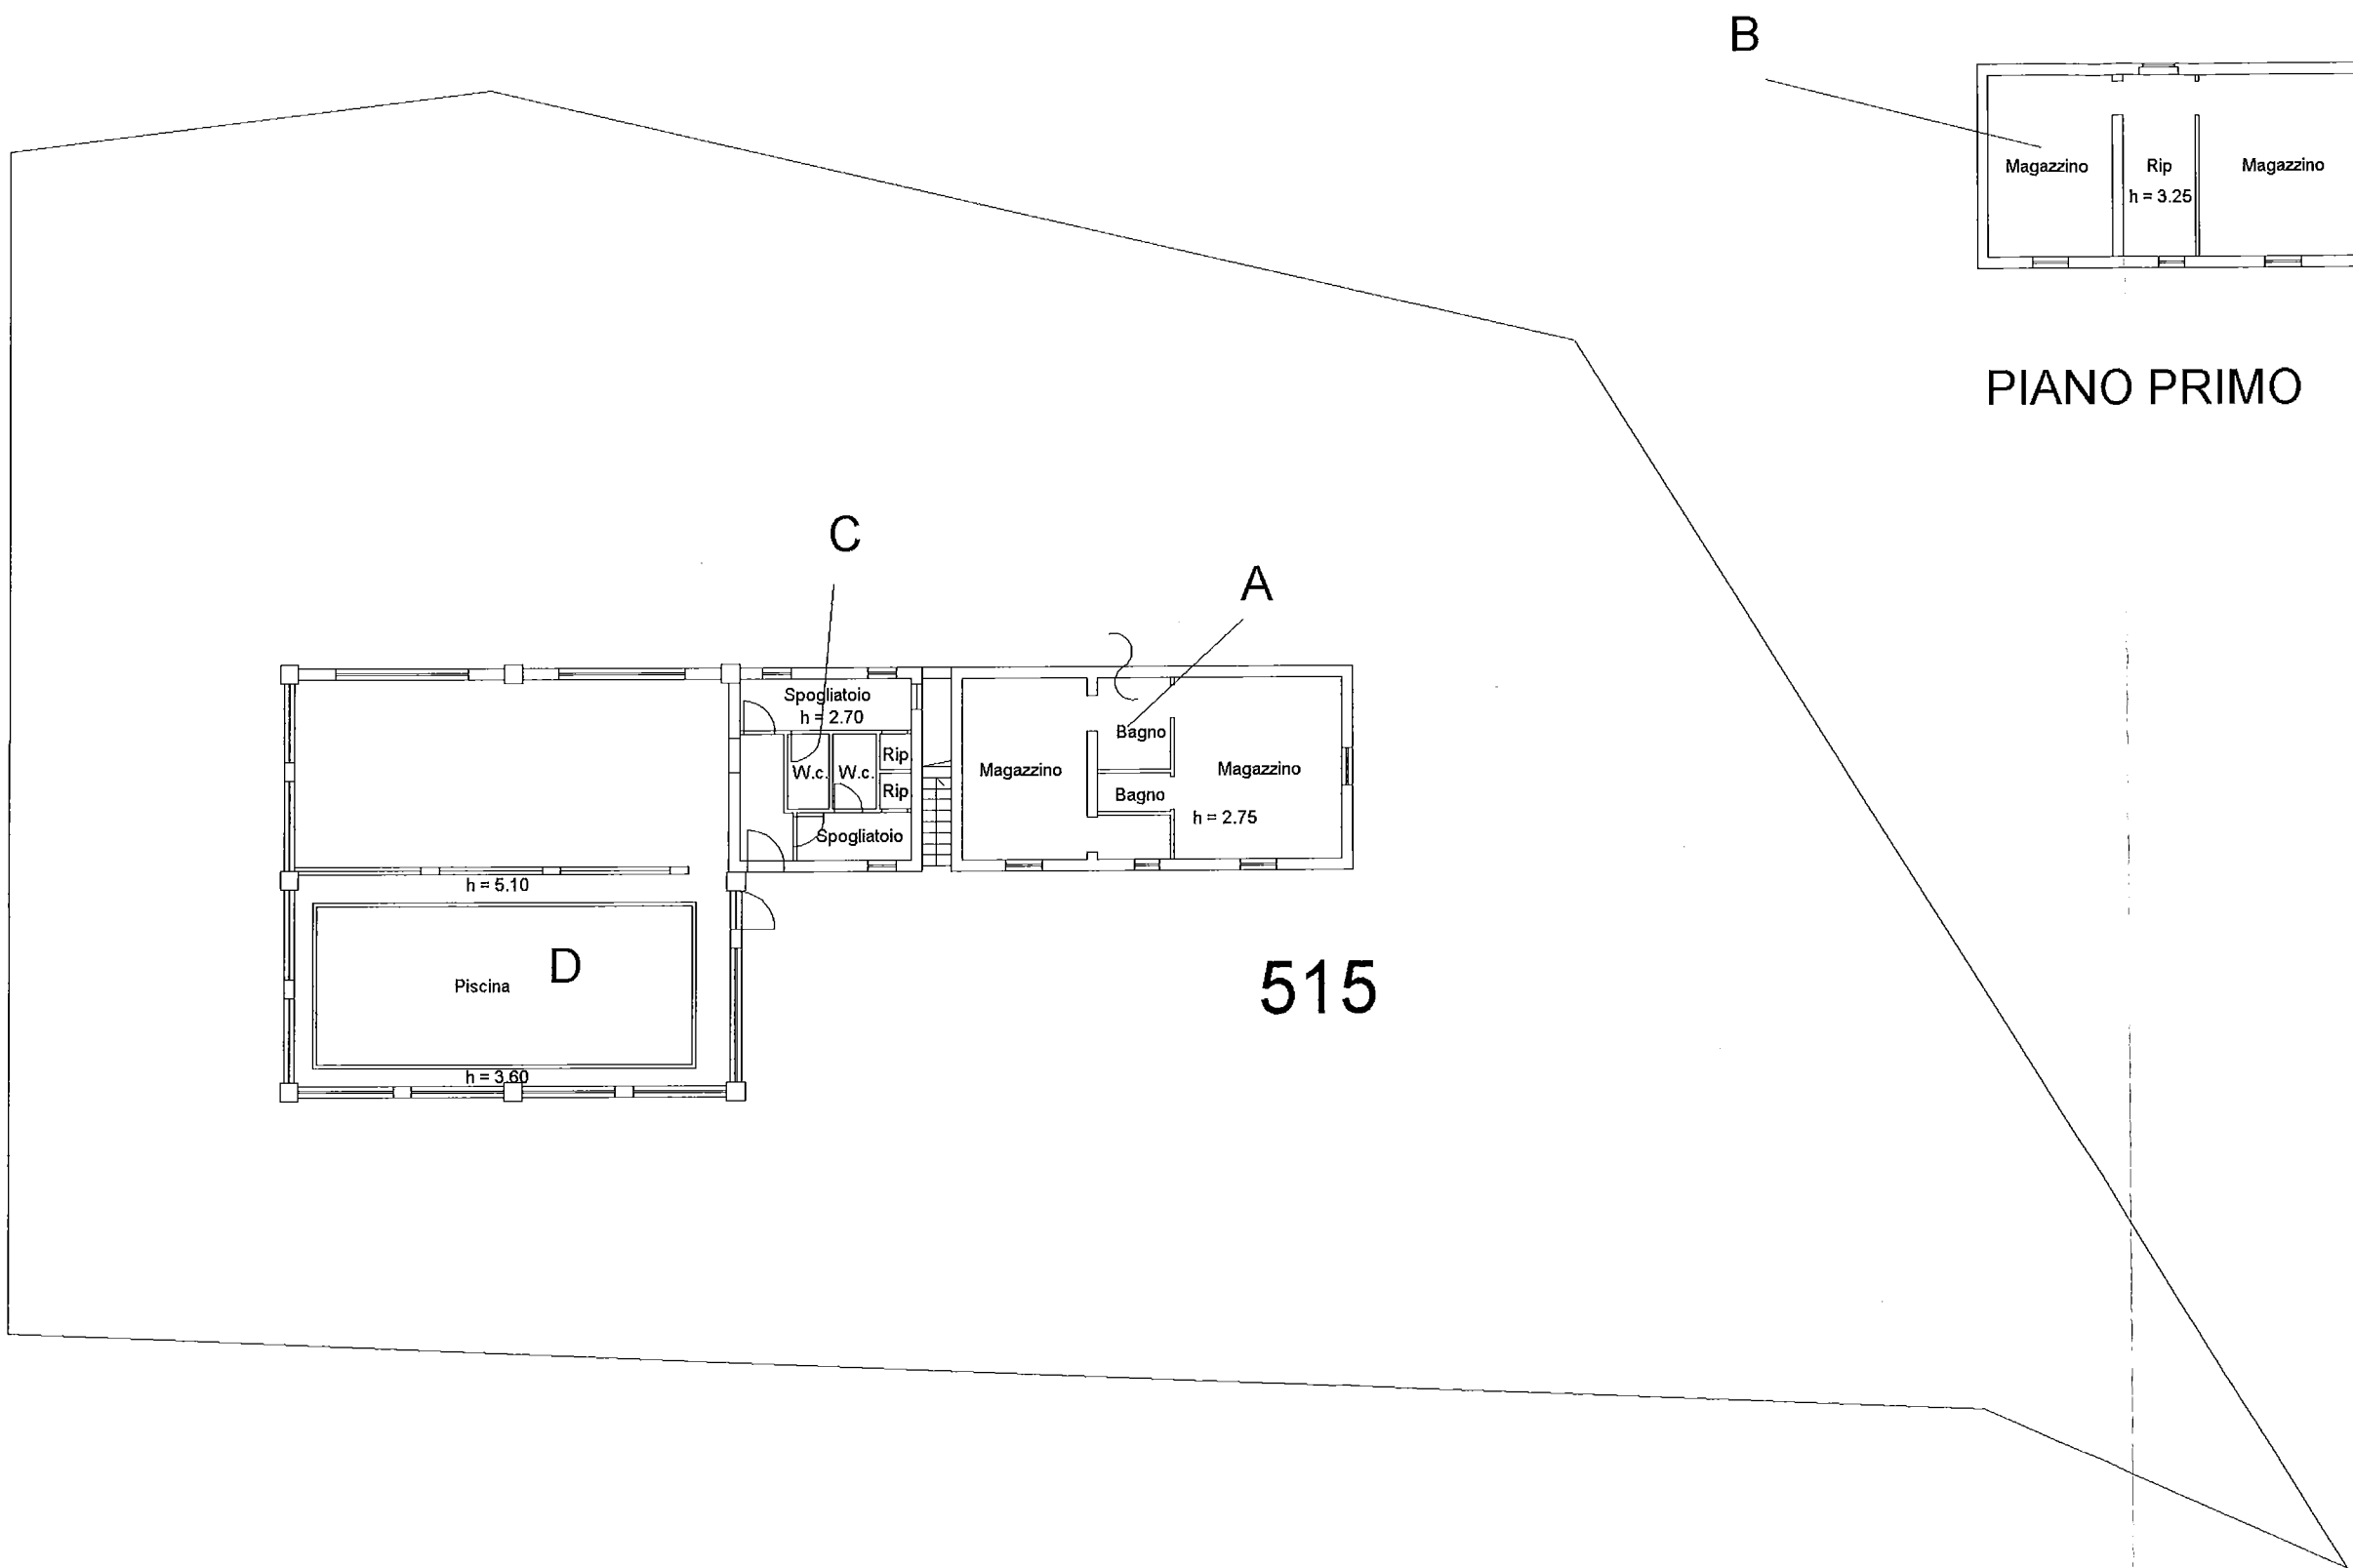 B
Magazzino
Rip
Magazzino
h = 3.25
PIANO PRIMO
C
A
Spogliatoio
h = 2.70
Bagno
Rip
W.c.
W.c.
Magazzino
Magazzino
Rip
Bagno
h = 2.75
Spogliatoio
h = 5.10
D
Piscina
515
h = 3.60